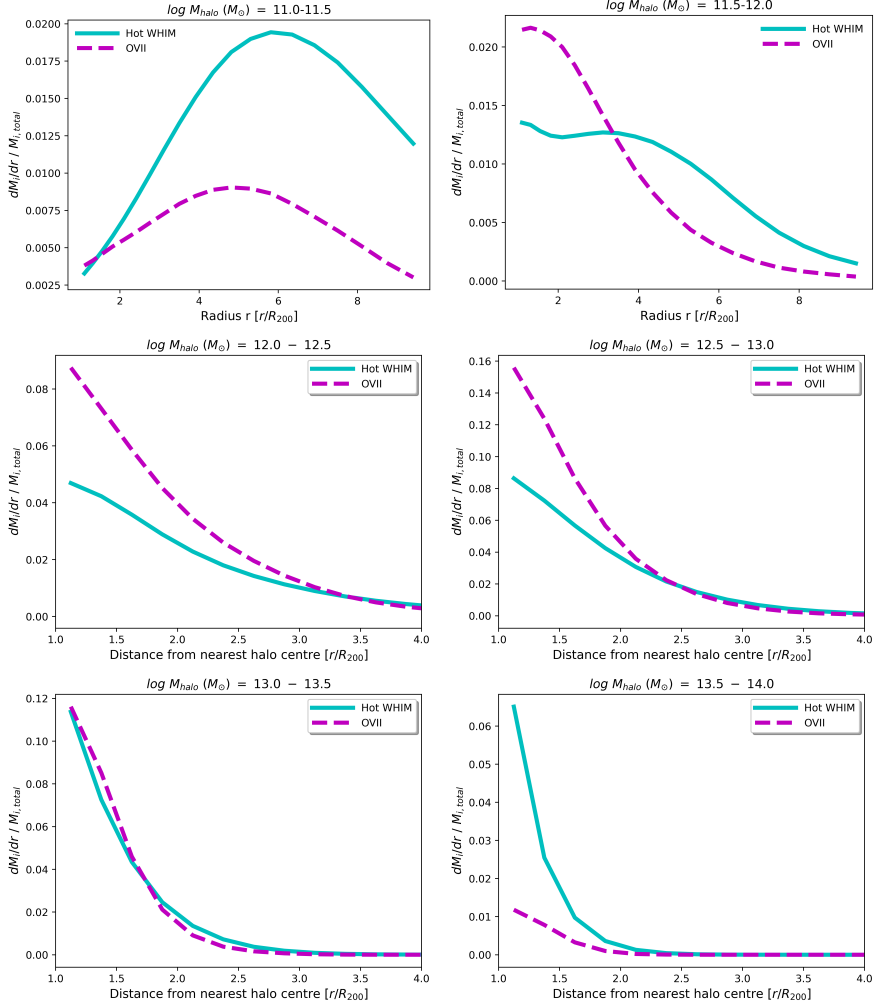 log M_halo (M_⊙) = 11.0-11.5
0.0200
0.0175
0.0150
0.0125
0.0100
0.0075
0.0050
0.0025
dM_i/dr / M_i,total
Hot WHIM
OVII
2 4 6 8
Radius r [r/R_200]
log M_halo (M_⊙) = 11.5-12.0
0.020
0.015
0.010
0.005
0.000
dM_i/dr / M_i,total
Hot WHIM
OVII
2 4 6 8
Radius r [r/R_200]
log M_halo (M_⊙) = 12.0 − 12.5
0.08
0.06
0.04
0.02
0.00
dM_i/dr / M_i,total
Hot WHIM
OVII
1.0 1.5 2.0 2.5 3.0 3.5 4.0
Distance from nearest halo centre [r/R_200]
log M_halo (M_⊙) = 12.5 − 13.0
0.16
0.14
0.12
0.10
0.08
0.06
0.04
0.02
0.00
dM_i/dr / M_i,total
Hot WHIM
OVII
1.0 1.5 2.0 2.5 3.0 3.5 4.0
Distance from nearest halo centre [r/R_200]
log M_halo (M_⊙) = 13.0 − 13.5
0.12
0.10
0.08
0.06
0.04
0.02
0.00
dM_i/dr / M_i,total
Hot WHIM
OVII
1.0 1.5 2.0 2.5 3.0 3.5 4.0
Distance from nearest halo centre [r/R_200]
log M_halo (M_⊙) = 13.5 − 14.0
0.06
0.05
0.04
0.03
0.02
0.01
0.00
dM_i/dr / M_i,total
Hot WHIM
OVII
1.0 1.5 2.0 2.5 3.0 3.5 4.0
Distance from nearest halo centre [r/R_200]